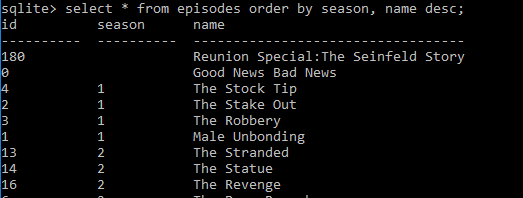 sqlite> select * from episodes order by season, name desc;
id          season      name
----------  ----------  --------------------------------
180                     Reunion Special:The Seinfeld Story
0                       Good News Bad News
4           1           The Stock Tip
2           1           The Stake Out
3           1           The Robbery
1           1           Male Unbonding
13          2           The Stranded
14          2           The Statue
16          2           The Revenge